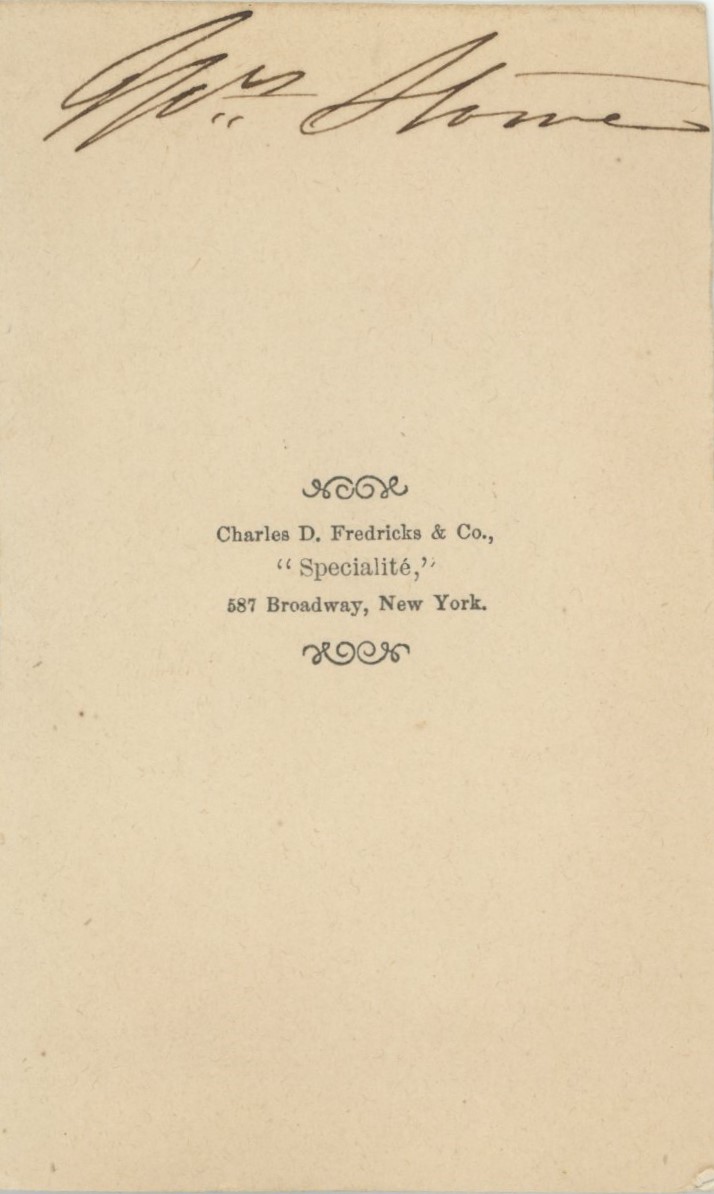 Mrs Stowe
Charles D. Fredricks & Co.,
"Specialité,"
587 Broadway, New York.